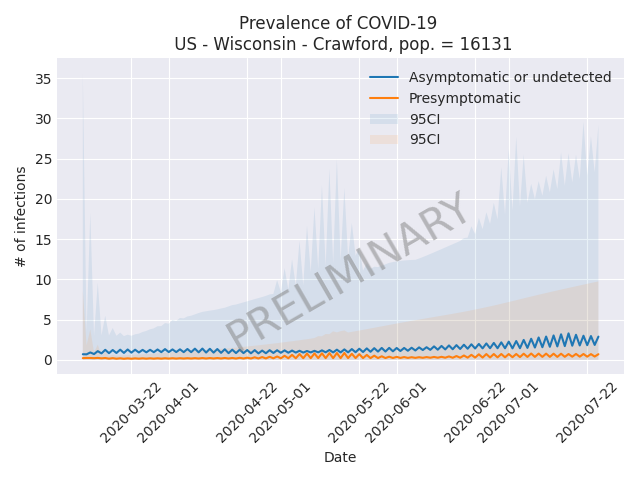 Prevalence of COVID-19
US - Wisconsin - Crawford, pop. = 16131
Asymptomatic or undetected
Presymptomatic
95CI
95CI
35
30
25
20
15
10
5
0
# of infections
PRELIMINARY
2020-03-22
2020-04-01
2020-04-22
2020-05-01
2020-05-22
2020-06-01
2020-06-22
2020-07-01
2020-07-22
Date